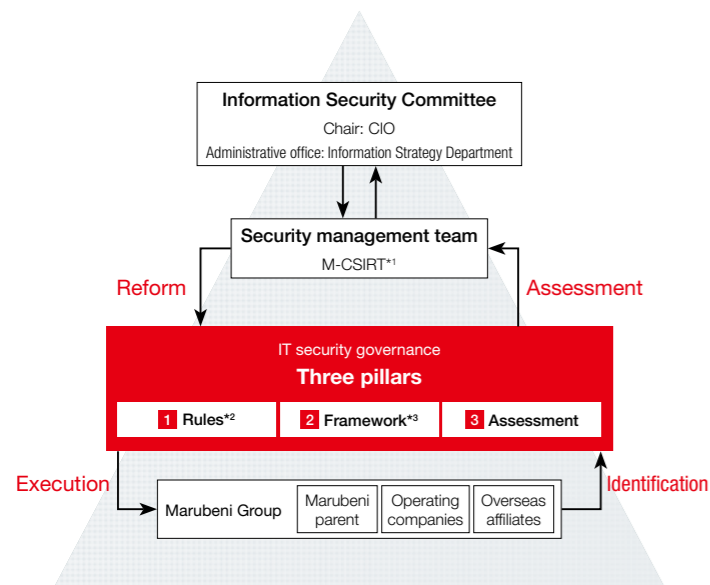 Information Security Committee
Chair: CIO
Administrative office: Information Strategy Department
Security management team
M-CSIRT*1
Reform
Assessment
IT security governance
Three pillars
1 Rules*2
2 Framework*3
3 Assessment
Execution
Identification
Marubeni Group
Marubeni
parent
Operating
companies
Overseas
affiliates